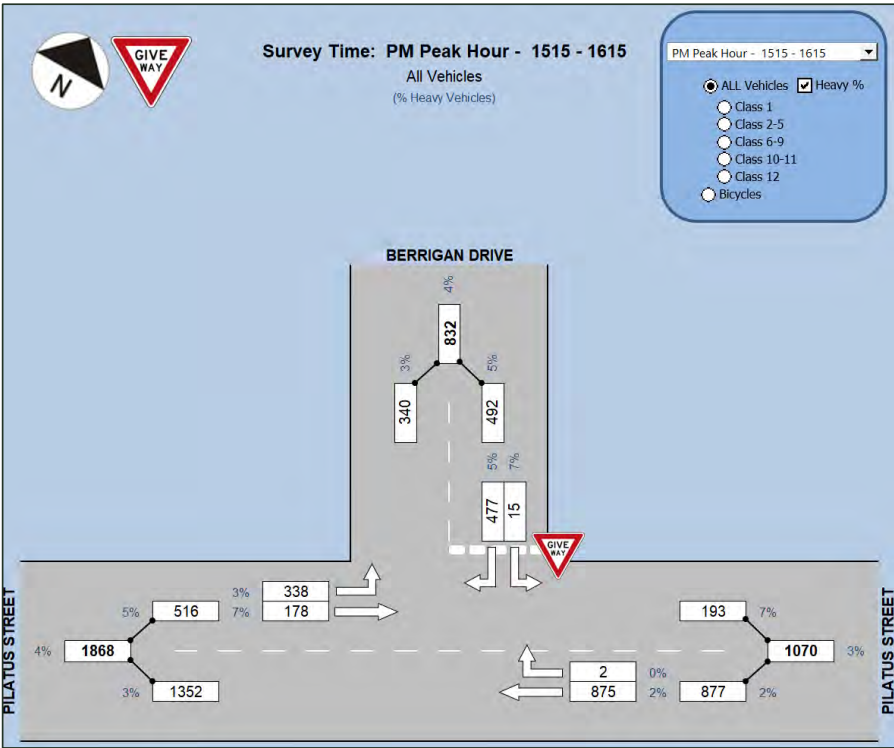 GIVE
WAY
N
Survey Time: PM Peak Hour - 1515 - 1615
All Vehicles
(% Heavy Vehicles)
PM Peak Hour - 1515 - 1615
ALL Vehicles
Heavy %
Class 1
Class 2-5
Class 6-9
Class 10-11
Class 12
Bicycles
BERRIGAN DRIVE
4%
832
3%
5%
340
492
5%
7%
477
15
GIVE
WAY
PILATUS STREET
3%
338
7%
178
5%
516
4%
1868
3%
1352
193
7%
1070
3%
2
0%
875
2%
877
2%
PILATUS STREET